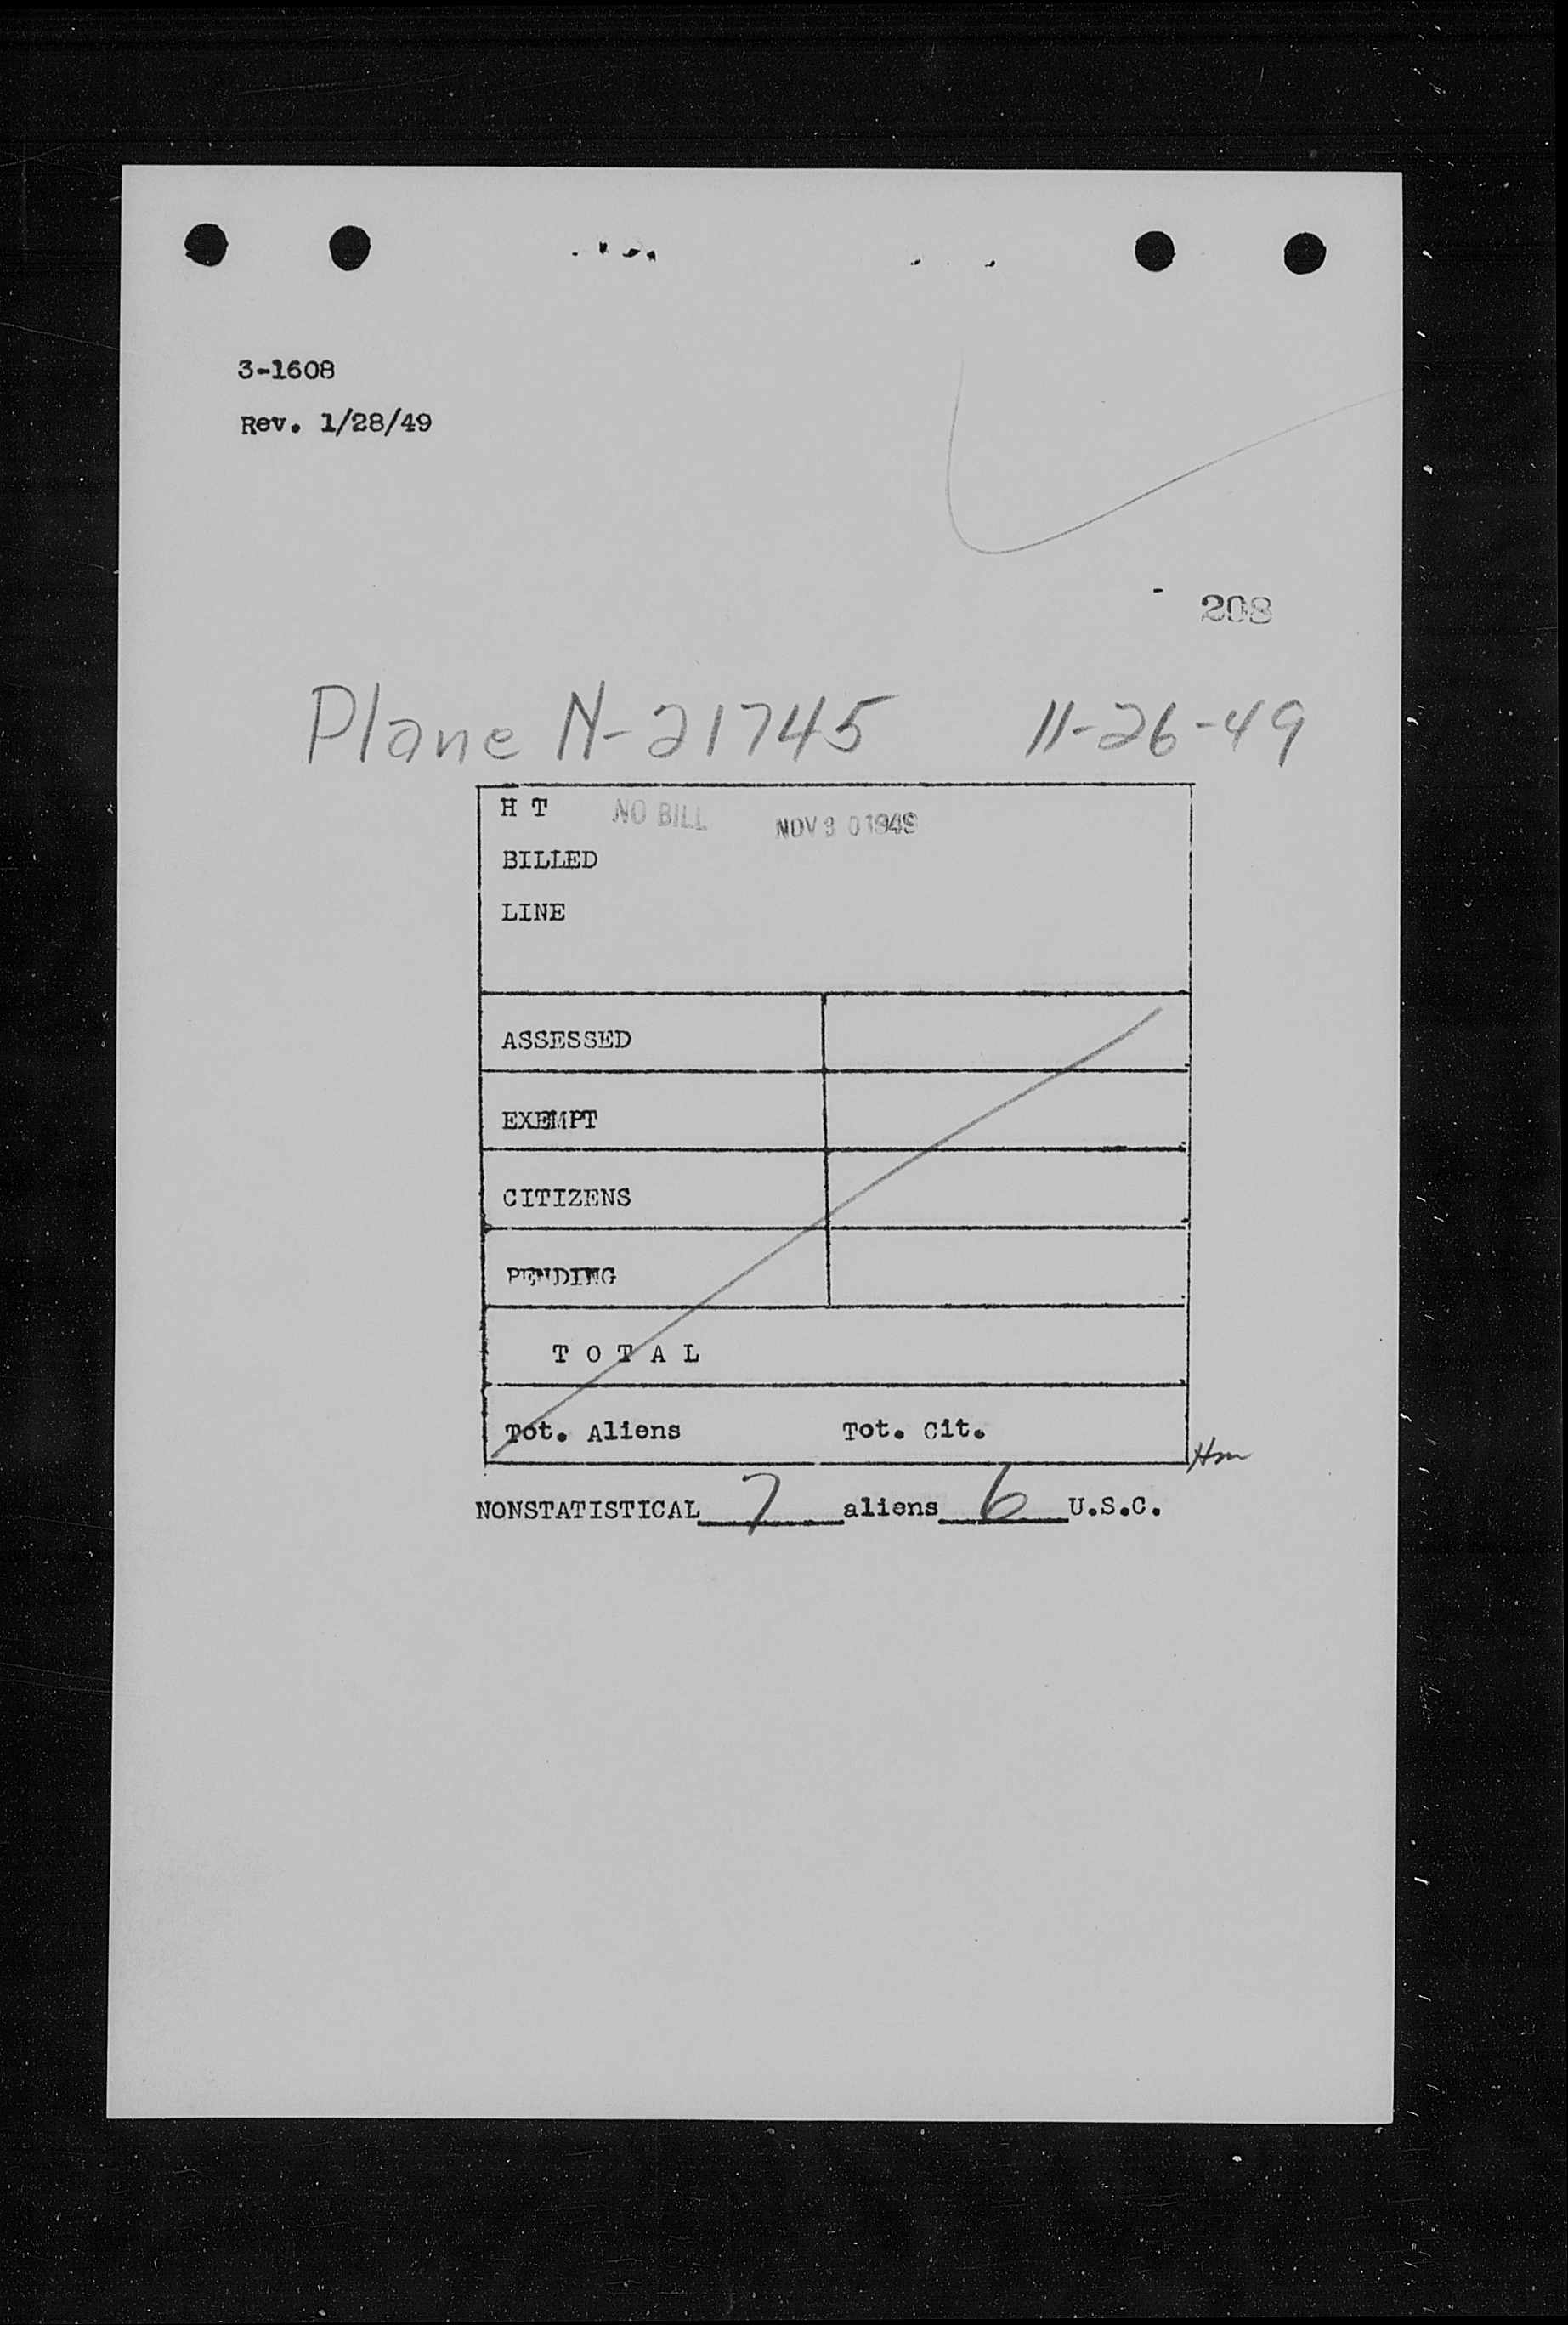 3-1608
Rev. 1/28/49
208
Plane N-21745 11-26-49
H T NO BILL NOV 30 1949
BILLED
LINE
ASSESSED
EXEMPT
CITIZENS
PENDING
T O T A L
Tot. Aliens Tot. Cit.
Hm
NONSTATISTICAL 7 aliens 6 U.S.C.